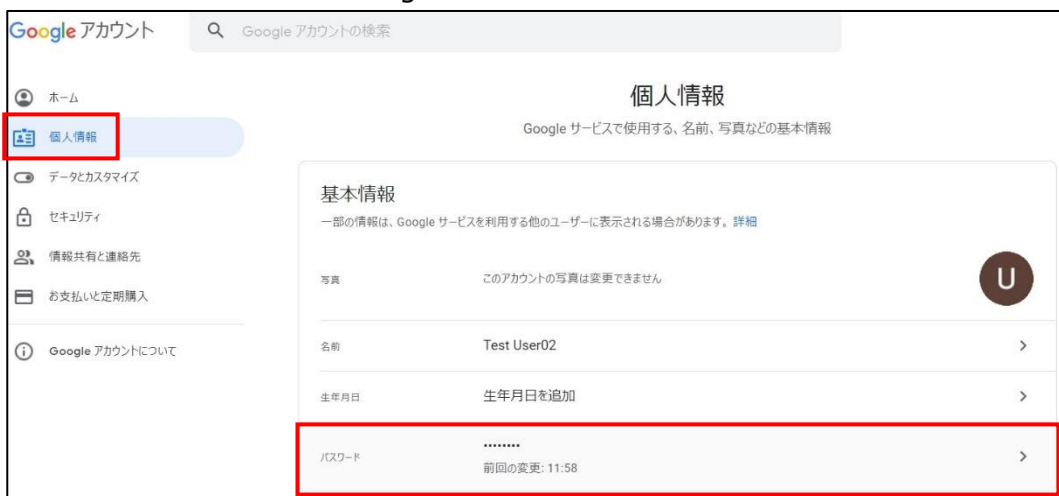 Google アカウント
Google アカウントの検索
ホーム
個人情報
データとカスタマイズ
セキュリティ
情報共有と連絡先
お支払いと定期購入
Google アカウントについて
個人情報
Google サービスで使用する、名前、写真などの基本情報
基本情報
一部の情報は、Google サービスを利用する他のユーザーに表示される場合があります。詳細
写真 このアカウントの写真は変更できません U
名前 Test User02
生年月日 生年月日を追加
パスワード ••••••••
前回の変更: 11:58